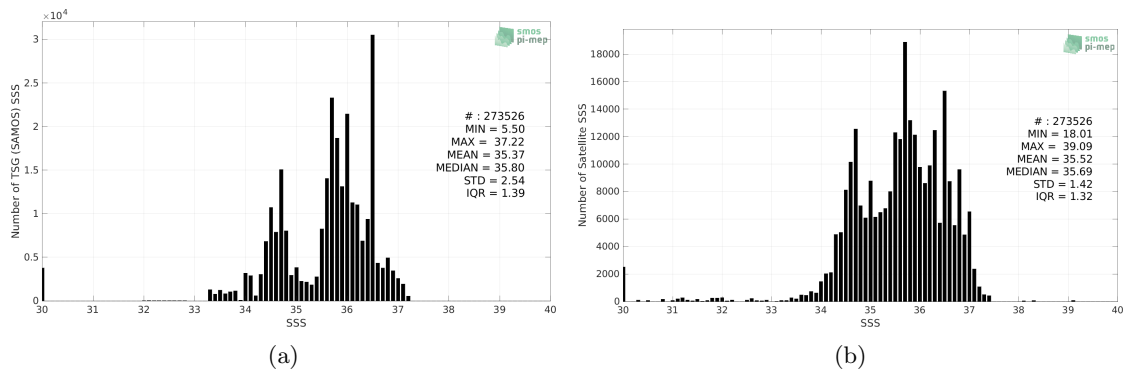 ×10⁴
3
2.5
2
1.5
1
0.5
0
30 31 32 33 34 35 36 37 38 39 40
SSS
Number of TSG (SAMOS) SSS
smos
pi-mep
# : 273526
MIN = 5.50
MAX = 37.22
MEAN = 35.37
MEDIAN = 35.80
STD = 2.54
IQR = 1.39
(a)
18000
16000
14000
12000
10000
8000
6000
4000
2000
0
30 31 32 33 34 35 36 37 38 39 40
SSS
Number of Satellite SSS
smos
pi-mep
# : 273526
MIN = 18.01
MAX = 39.09
MEAN = 35.52
MEDIAN = 35.69
STD = 1.42
IQR = 1.32
(b)